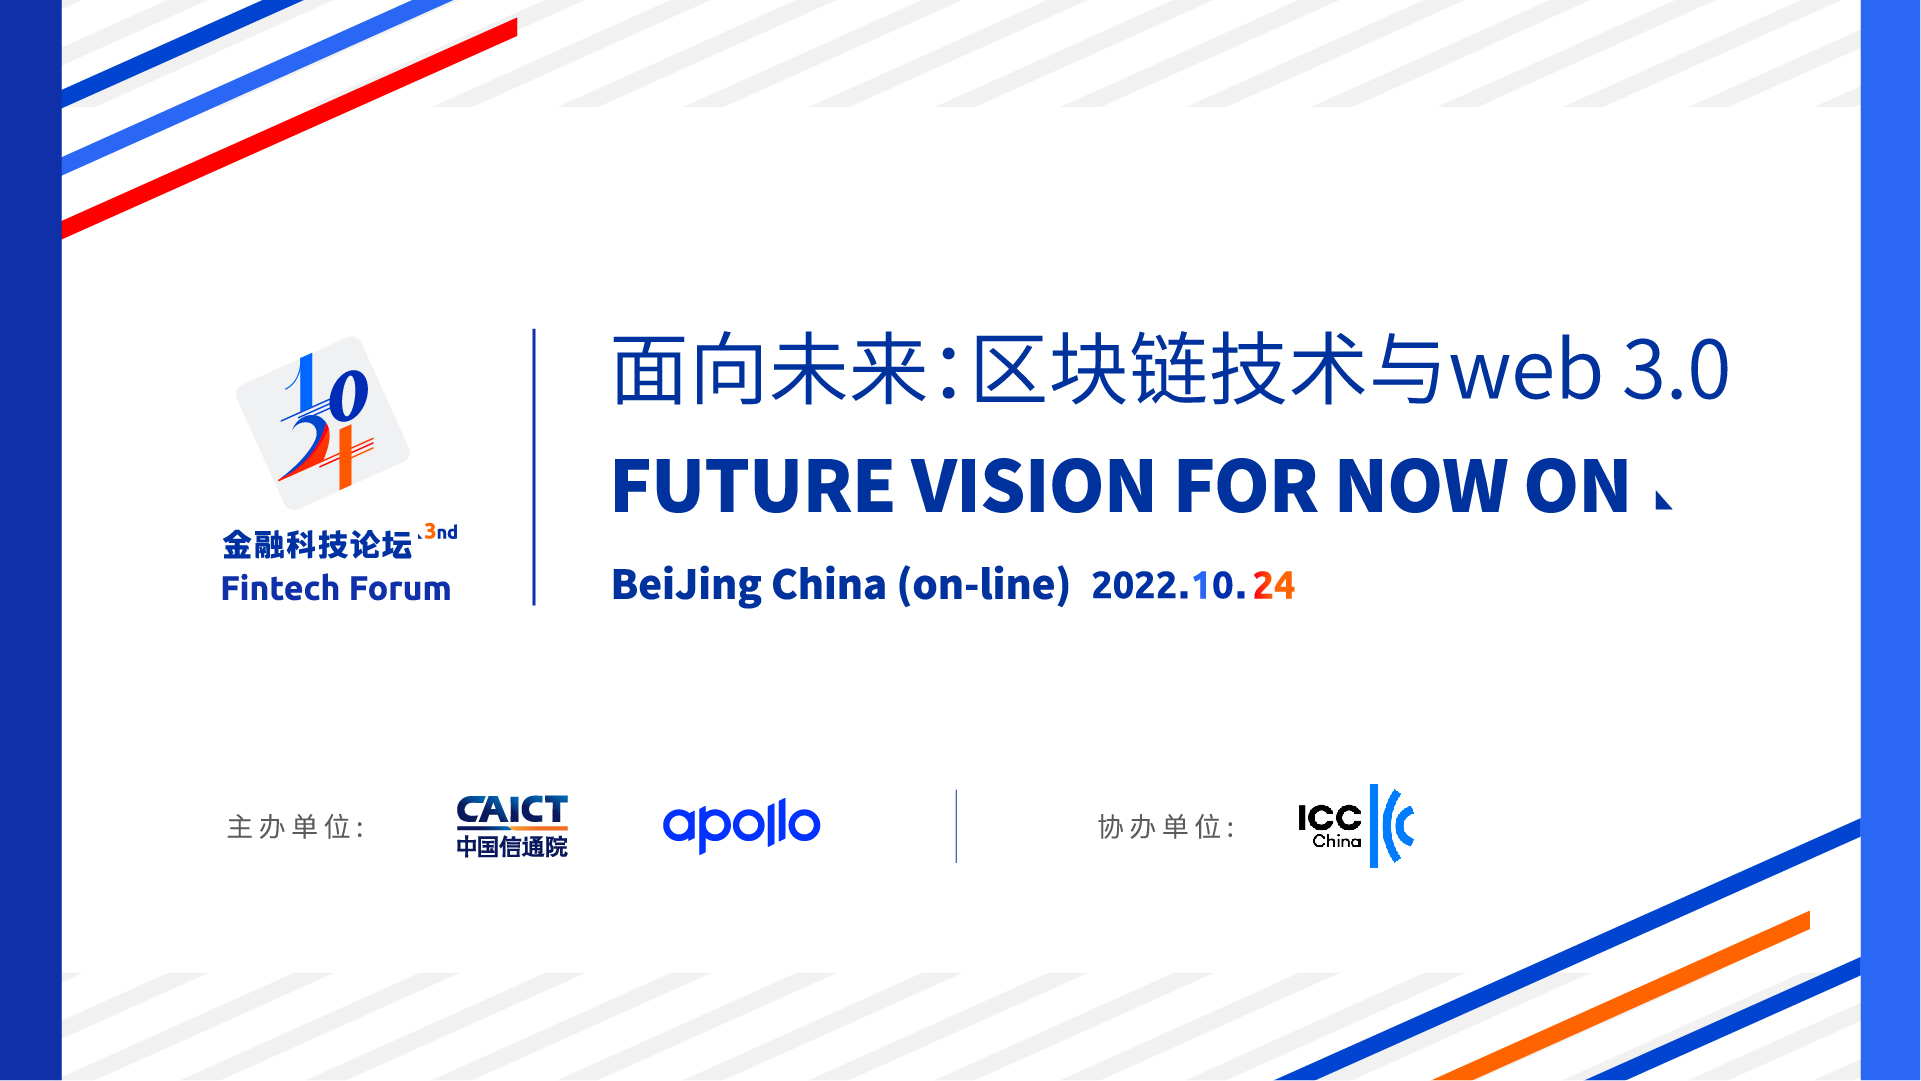 1024
金融科技论坛 3nd
Fintech Forum
面向未来：区块链技术与web 3.0
FUTURE VISION FOR NOW ON
BeiJing China (on-line) 2022.10.24
主办单位：
CAICT
中国信通院
apollo
协办单位：
ICC
China